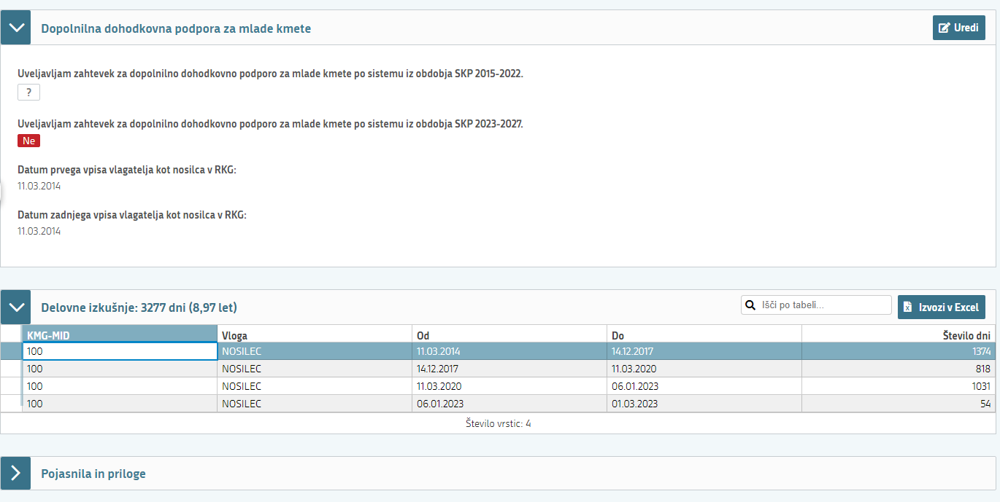 Dopolnilna dohodkovna podpora za mlade kmete
Uredi
Uveljavljam zahtevek za dopolnilno dohodkovno podporo za mlade kmete po sistemu iz obdobja SKP 2015-2022.
?
Uveljavljam zahtevek za dopolnilno dohodkovno podporo za mlade kmete po sistemu iz obdobja SKP 2023-2027.
Ne
Datum prvega vpisa vlagatelja kot nosilca v RKG:
11.03.2014
Datum zadnjega vpisa vlagatelja kot nosilca v RKG:
11.03.2014
Delovne izkušnje: 3277 dni (8,97 let)
Išči po tabeli...
Izvozi v Excel
KMG-MID Vloga Od Do Število dni
100 NOSILEC 11.03.2014 14.12.2017 1374
100 NOSILEC 14.12.2017 11.03.2020 818
100 NOSILEC 11.03.2020 06.01.2023 1031
100 NOSILEC 06.01.2023 01.03.2023 54
Število vrstic: 4
Pojasnila in priloge